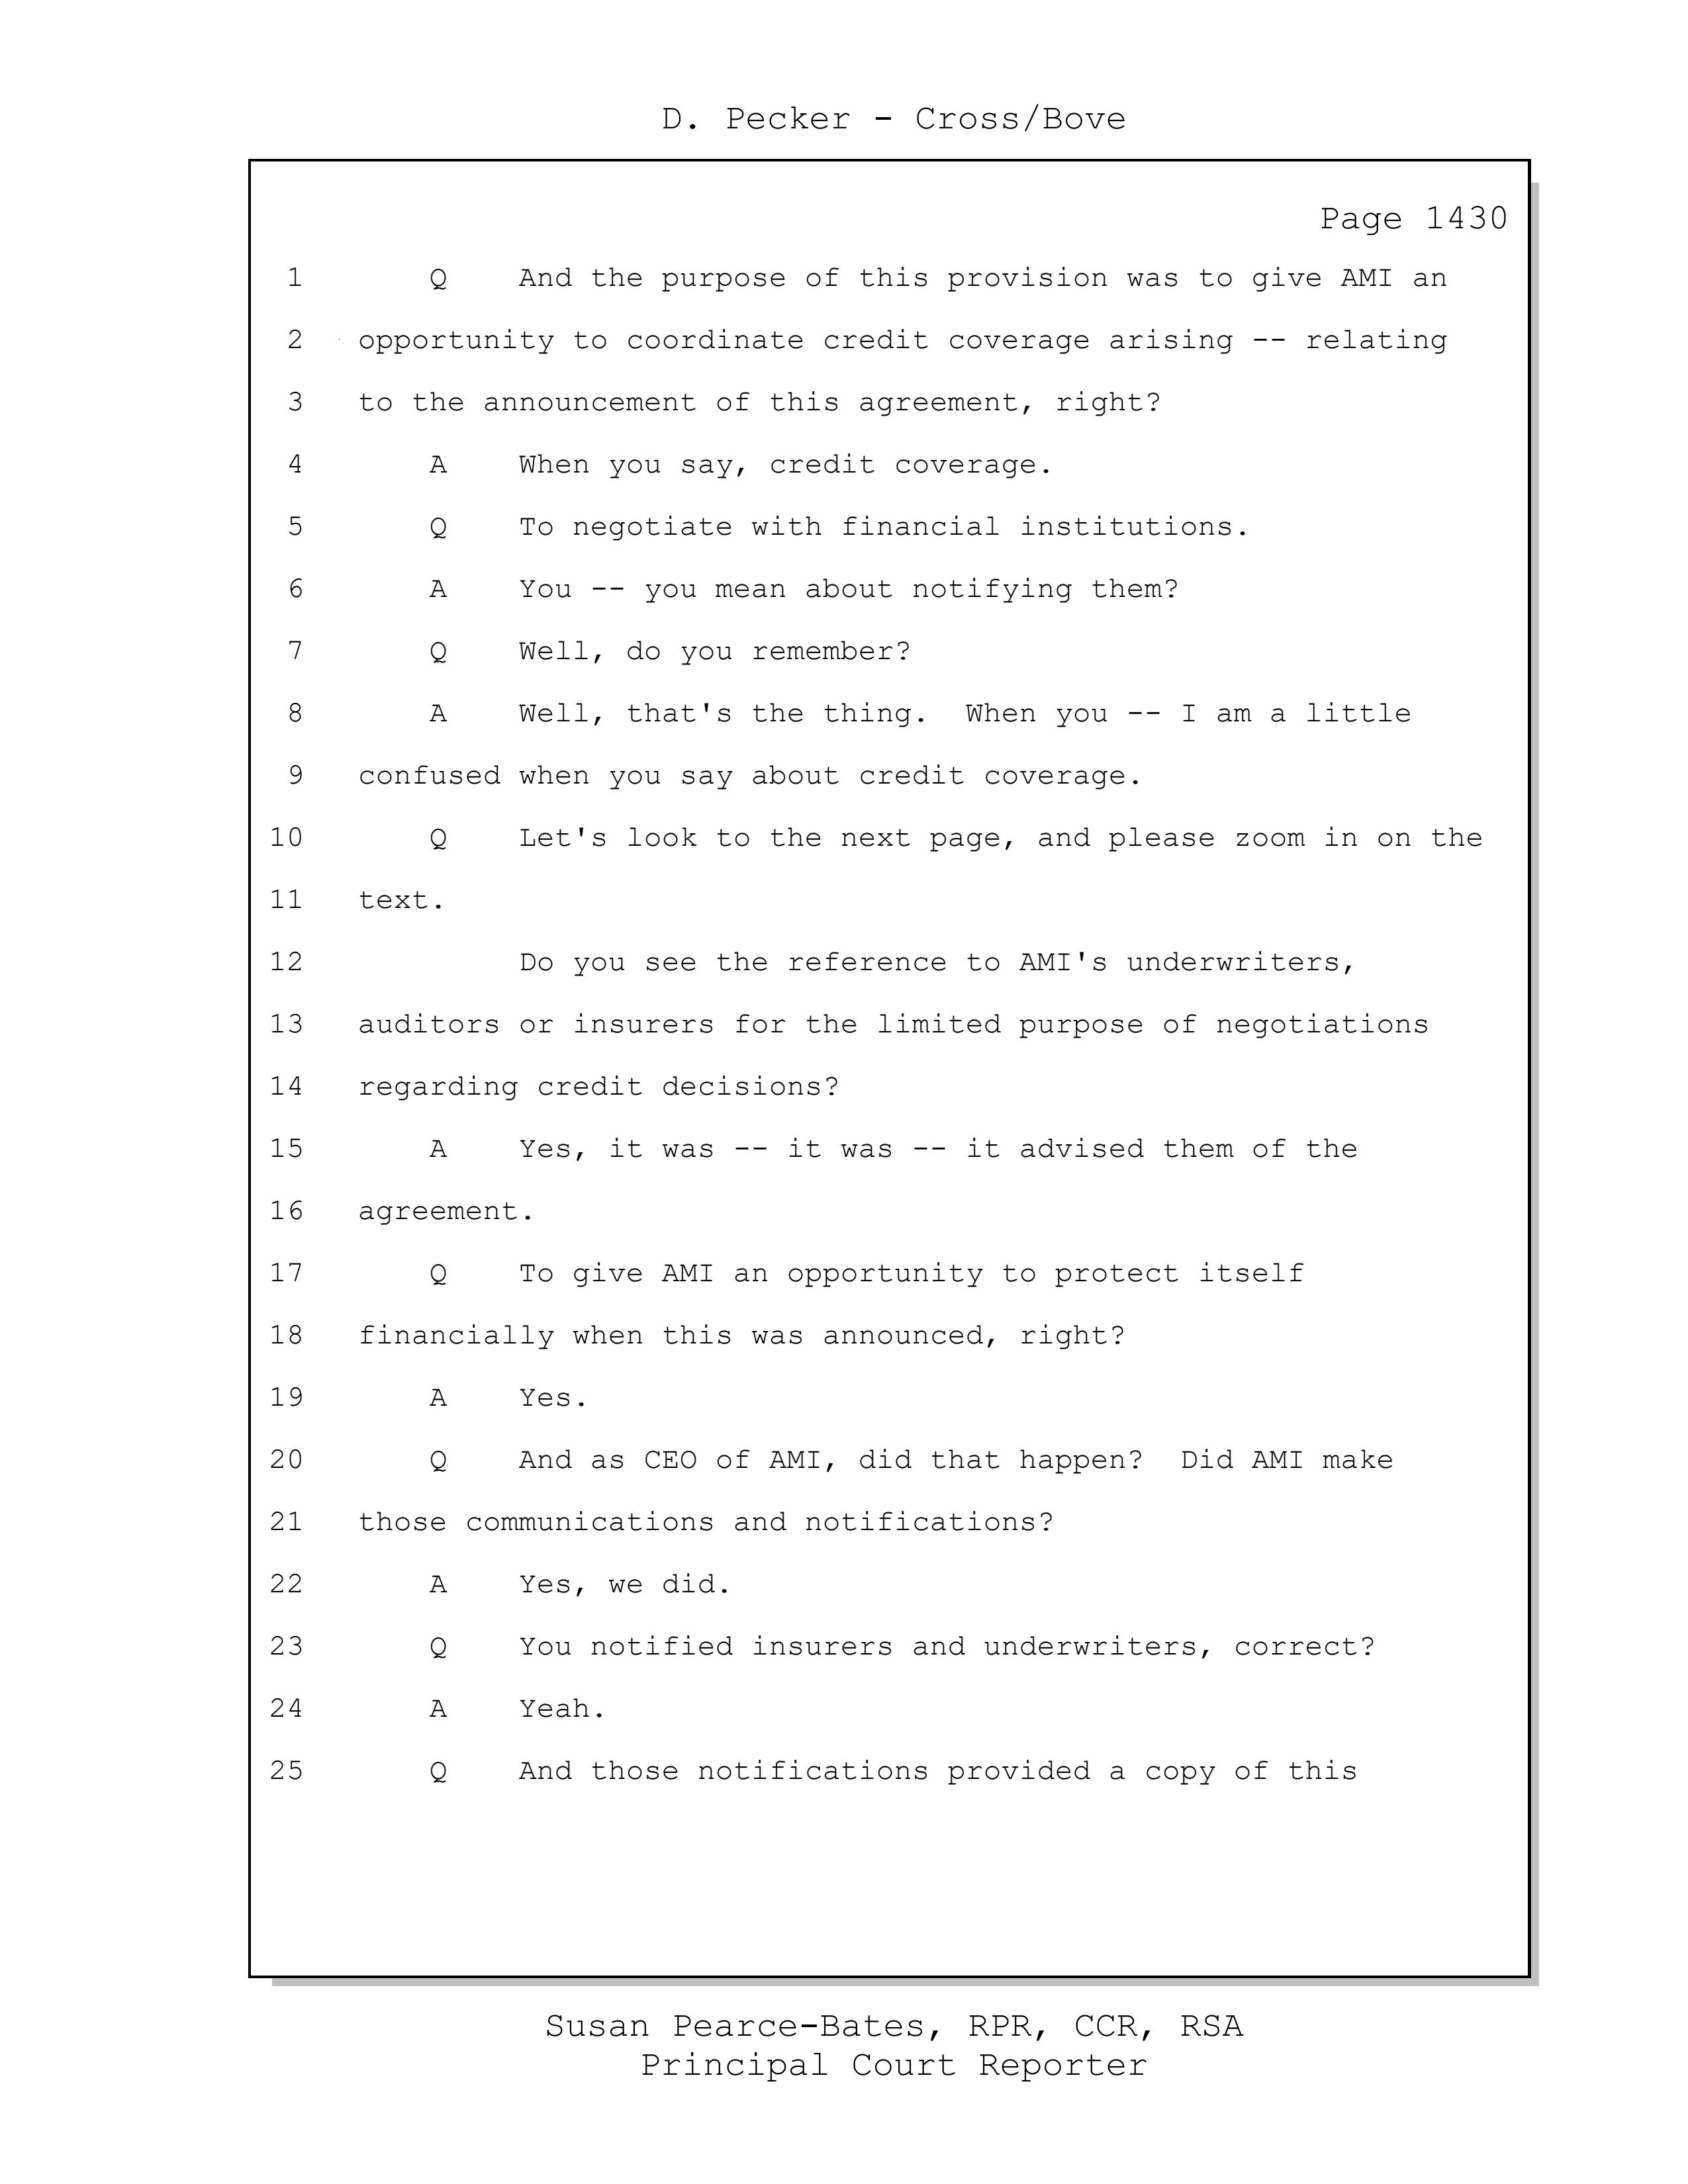 D. Pecker - Cross/Bove
Page 1430
1 Q And the purpose of this provision was to give AMI an
2 opportunity to coordinate credit coverage arising -- relating
3 to the announcement of this agreement, right?
4 A When you say, credit coverage.
5 Q To negotiate with financial institutions.
6 A You -- you mean about notifying them?
7 Q Well, do you remember?
8 A Well, that's the thing. When you -- I am a little
9 confused when you say about credit coverage.
10 Q Let's look to the next page, and please zoom in on the
11 text.
12 Do you see the reference to AMI's underwriters,
13 auditors or insurers for the limited purpose of negotiations
14 regarding credit decisions?
15 A Yes, it was -- it was -- it advised them of the
16 agreement.
17 Q To give AMI an opportunity to protect itself
18 financially when this was announced, right?
19 A Yes.
20 Q And as CEO of AMI, did that happen? Did AMI make
21 those communications and notifications?
22 A Yes, we did.
23 Q You notified insurers and underwriters, correct?
24 A Yeah.
25 Q And those notifications provided a copy of this
Susan Pearce-Bates, RPR, CCR, RSA
Principal Court Reporter